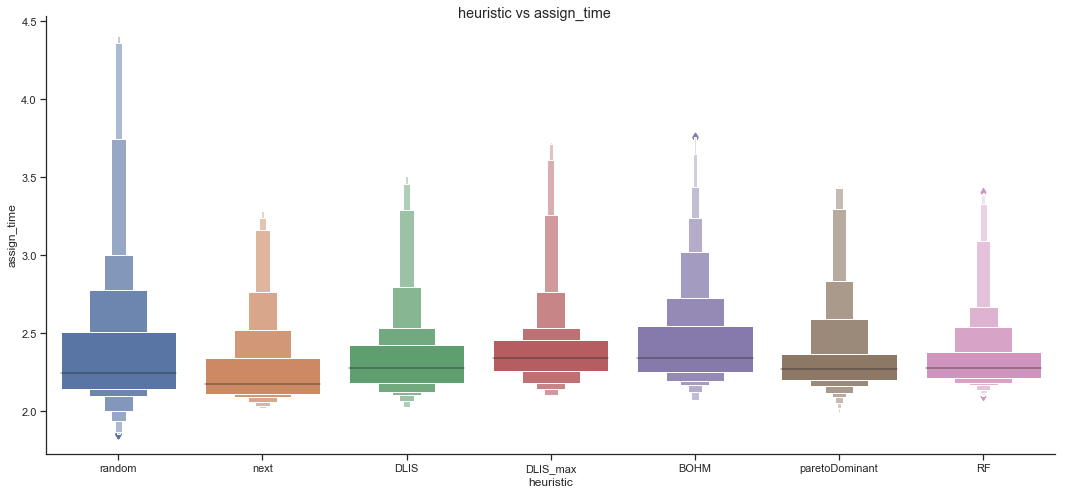 heuristic vs assign_time
assign_time
4.5
4.0
3.5
3.0
2.5
2.0
random next DLIS DLIS_max BOHM paretoDominant RF
heuristic